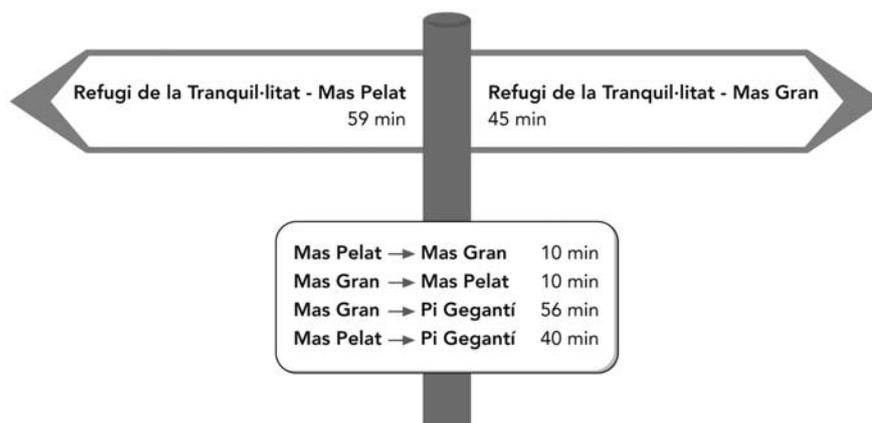 Refugi de la Tranquil·litat - Mas Pelat
59 min
Refugi de la Tranquil·litat - Mas Gran
45 min
Mas Pelat → Mas Gran 10 min
Mas Gran → Mas Pelat 10 min
Mas Gran → Pi Gegantí 56 min
Mas Pelat → Pi Gegantí 40 min